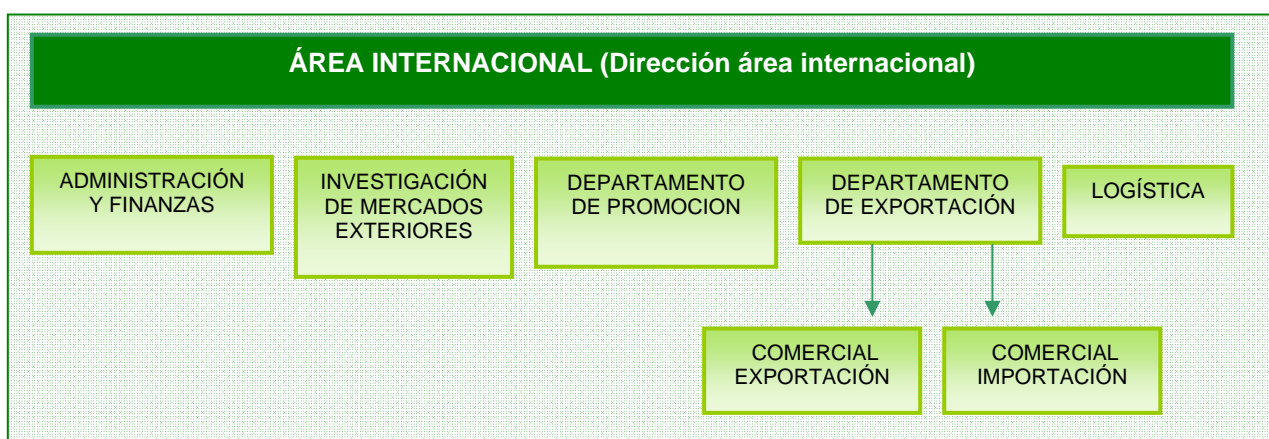 ÁREA INTERNACIONAL (Dirección área internacional)
ADMINISTRACIÓN
Y FINANZAS
INVESTIGACIÓN
DE MERCADOS
EXTERIORES
DEPARTAMENTO
DE PROMOCION
DEPARTAMENTO
DE EXPORTACIÓN
LOGÍSTICA
COMERCIAL
EXPORTACIÓN
COMERCIAL
IMPORTACIÓN